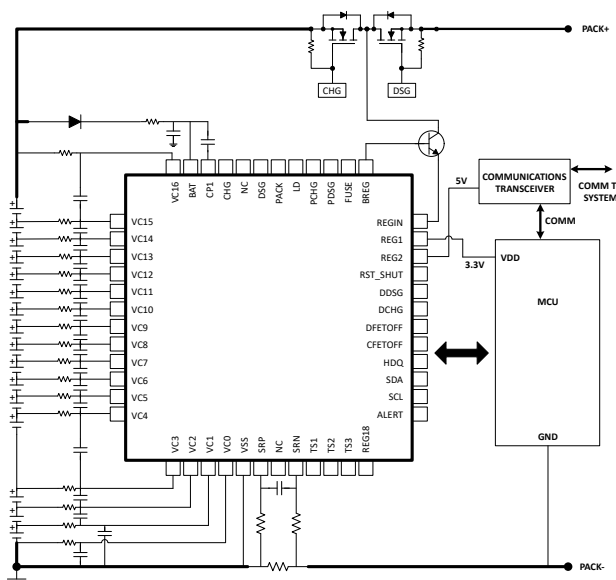 PACK+
CHG
DSG
VC16
BAT
CP1
CHG
NC
DSG
PACK
LD
PCHG
PDSG
FUSE
BREG
COMMUNICATIONS
TRANSCEIVER
5V
COMM T
SYSTEM
COMM
VC15
VC14
VC13
VC12
VC11
VC10
VC9
VC8
VC7
VC6
VC5
VC4
REGIN
REG1
REG2
RST_SHUT
DDSG
DCHG
DFETOFF
CFETOFF
HDQ
SDA
SCL
ALERT
3.3V
VDD
MCU
GND
VC3
VC2
VC1
VC0
VSS
SRP
NC
SRN
TS1
TS2
TS3
REG18
PACK-